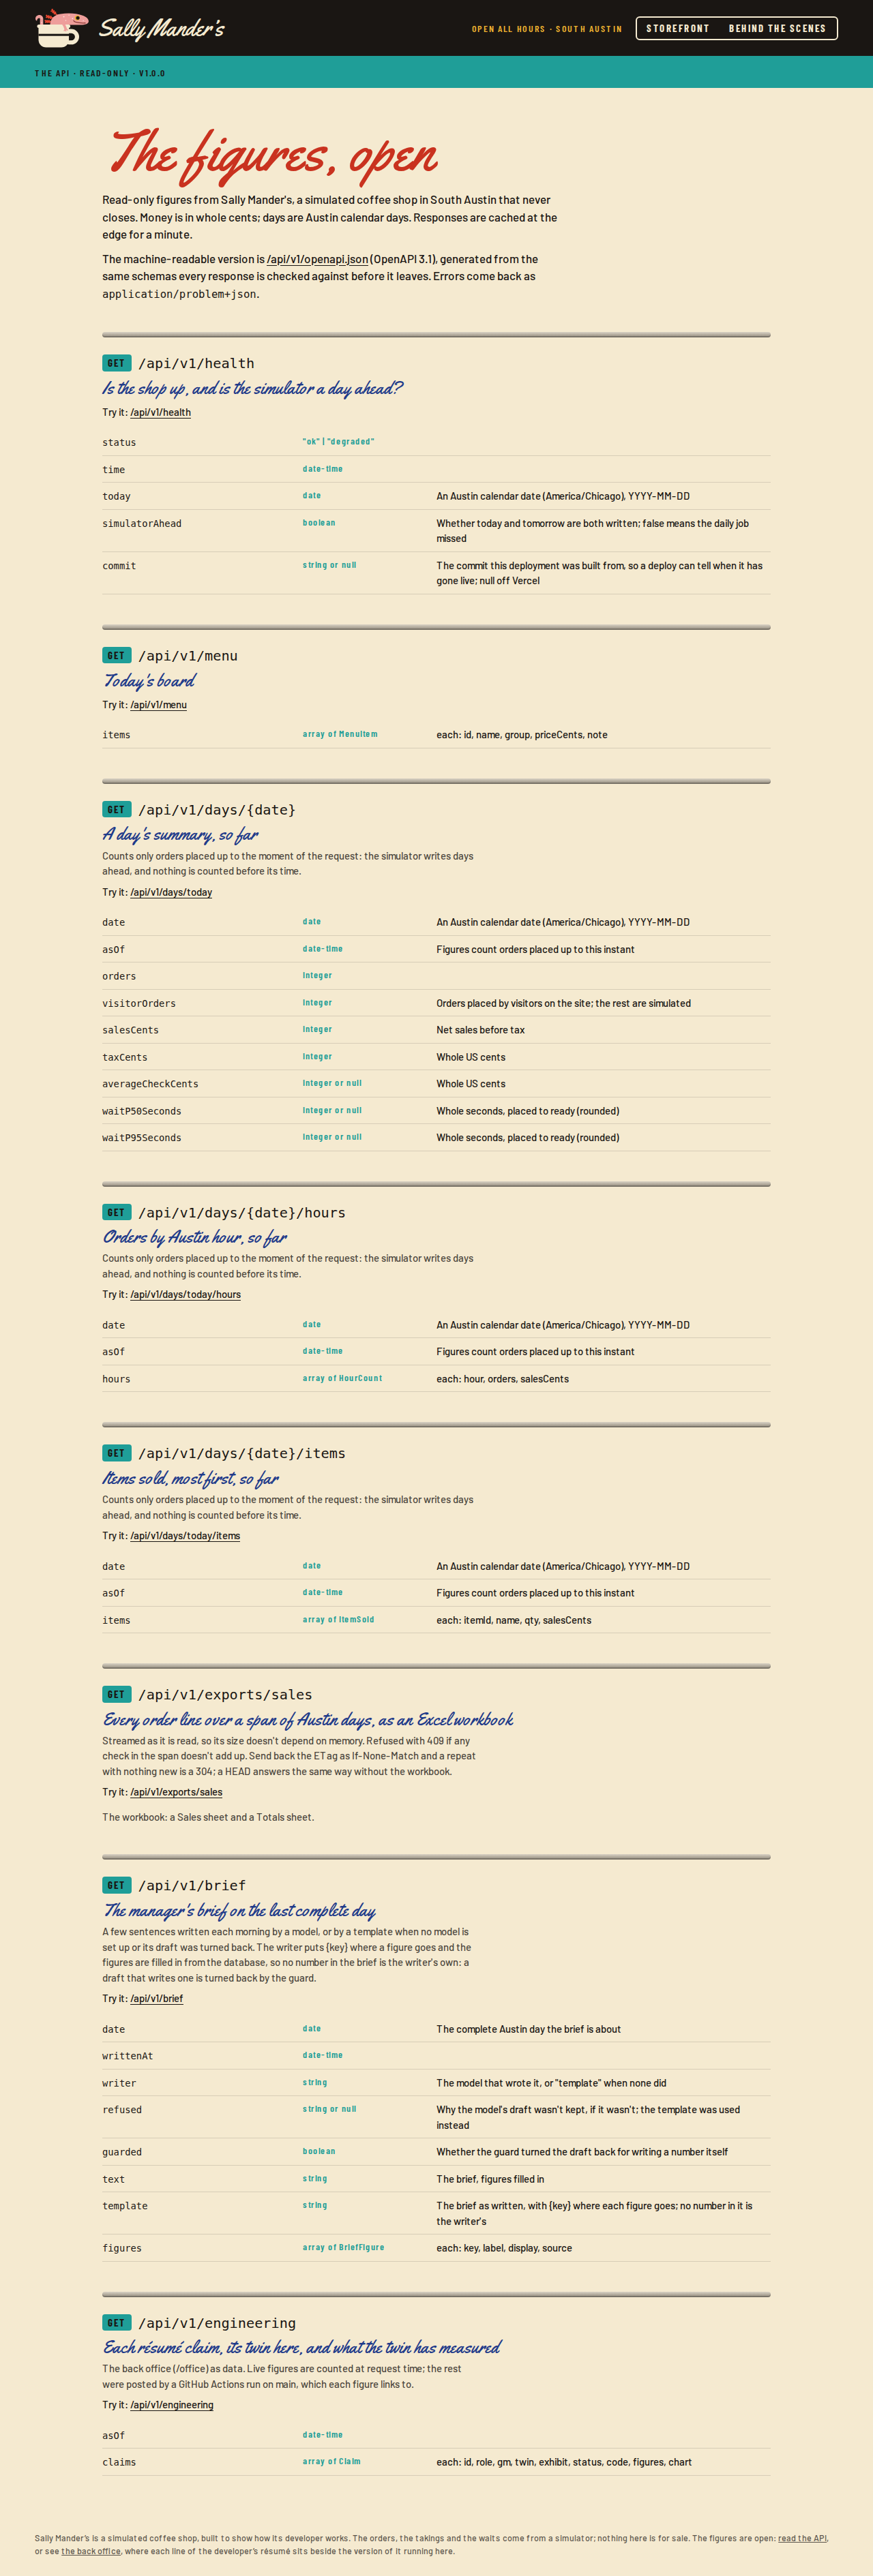 Sally Mander's
OPEN ALL HOURS · SOUTH AUSTIN
STOREFRONT
BEHIND THE SCENES
THE API · READ-ONLY · V1.0.0
The figures, open
Read-only figures from Sally Mander's, a simulated coffee shop in South Austin that never
closes. Money is in whole cents; days are Austin calendar days. Responses are cached at the
edge for a minute.
The machine-readable version is /api/v1/openapi.json (OpenAPI 3.1), generated from the
same schemas every response is checked against before it leaves. Errors come back as
application/problem+json.
GET /api/v1/health
Is the shop up, and is the simulator a day ahead?
Try it: /api/v1/health
status "ok" | "degraded"
time date-time
today date An Austin calendar date (America/Chicago), YYYY-MM-DD
simulatorAhead boolean Whether today and tomorrow are both written; false means the daily job
missed
commit string or null The commit this deployment was built from, so a deploy can tell when it has
gone live; null off Vercel
GET /api/v1/menu
Today's board
Try it: /api/v1/menu
items array of MenuItem each: id, name, group, priceCents, note
GET /api/v1/days/{date}
A day's summary, so far
Counts only orders placed up to the moment of the request: the simulator writes days
ahead, and nothing is counted before its time.
Try it: /api/v1/days/today
date date An Austin calendar date (America/Chicago), YYYY-MM-DD
asOf date-time Figures count orders placed up to this instant
orders integer
visitorOrders integer Orders placed by visitors on the site; the rest are simulated
salesCents integer Net sales before tax
taxCents integer Whole US cents
averageCheckCents integer or null Whole US cents
waitP50Seconds integer or null Whole seconds, placed to ready (rounded)
waitP95Seconds integer or null Whole seconds, placed to ready (rounded)
GET /api/v1/days/{date}/hours
Orders by Austin hour, so far
Counts only orders placed up to the moment of the request: the simulator writes days
ahead, and nothing is counted before its time.
Try it: /api/v1/days/today/hours
date date An Austin calendar date (America/Chicago), YYYY-MM-DD
asOf date-time Figures count orders placed up to this instant
hours array of HourCount each: hour, orders, salesCents
GET /api/v1/days/{date}/items
Items sold, most first, so far
Counts only orders placed up to the moment of the request: the simulator writes days
ahead, and nothing is counted before its time.
Try it: /api/v1/days/today/items
date date An Austin calendar date (America/Chicago), YYYY-MM-DD
asOf date-time Figures count orders placed up to this instant
items array of ItemSold each: itemId, name, qty, salesCents
GET /api/v1/exports/sales
Every order line over a span of Austin days, as an Excel workbook
Streamed as it is read, so its size doesn't depend on memory. Refused with 409 if any
check in the span doesn't add up. Send back the ETag as If-None-Match and a repeat
with nothing new is a 304; a HEAD answers the same way without the workbook.
Try it: /api/v1/exports/sales
The workbook: a Sales sheet and a Totals sheet.
GET /api/v1/brief
The manager's brief on the last complete day
A few sentences written each morning by a model, or by a template when no model is
set up or its draft was turned back. The writer puts {key} where a figure goes and the
figures are filled in from the database, so no number in the brief is the writer's own: a
draft that writes one is turned back by the guard.
Try it: /api/v1/brief
date date The complete Austin day the brief is about
writtenAt date-time
writer string The model that wrote it, or "template" when none did
refused string or null Why the model's draft wasn't kept, if it wasn't; the template was used
instead
guarded boolean Whether the guard turned the draft back for writing a number itself
text string The brief, figures filled in
template string The brief as written, with {key} where each figure goes; no number in it is
the writer's
figures array of BriefFigure each: key, label, display, source
GET /api/v1/engineering
Each résumé claim, its twin here, and what the twin has measured
The back office (/office) as data. Live figures are counted at request time; the rest
were posted by a GitHub Actions run on main, which each figure links to.
Try it: /api/v1/engineering
asOf date-time
claims array of Claim each: id, role, gm, twin, exhibit, status, code, figures, chart
Sally Mander's is a simulated coffee shop, built to show how its developer works. The orders, the takings and the waits come from a simulator; nothing here is for sale. The figures are open: read the API,
or see the back office, where each line of the developer's résumé sits beside the version of it running here.